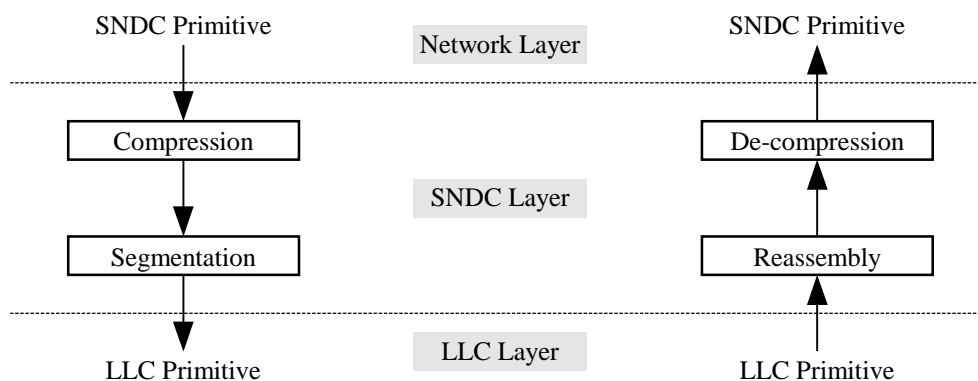 SNDC Primitive
Network Layer
SNDC Primitive
Compression
De-compression
SNDC Layer
Segmentation
Reassembly
LLC Primitive
LLC Layer
LLC Primitive